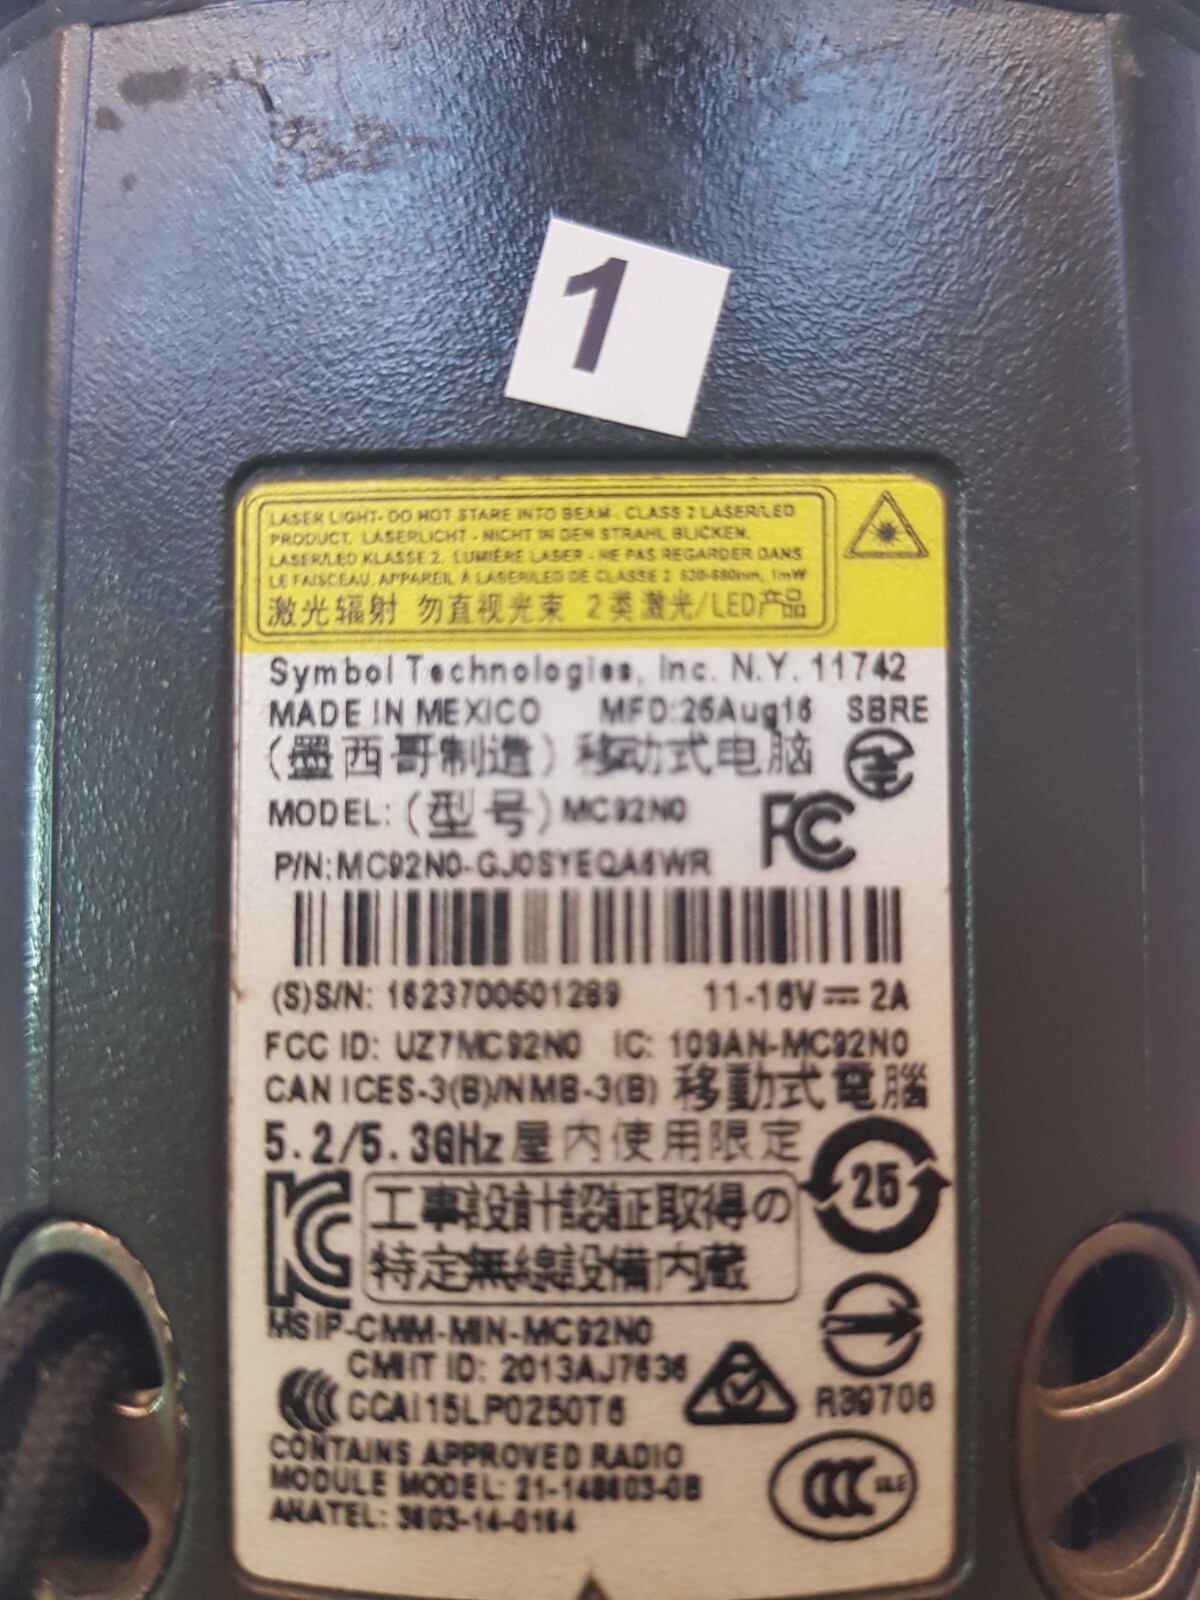 1
LASER LIGHT- DO NOT STARE INTO BEAM . CLASS 2 LASER/LED
PRODUCT. LASERLICHT - NICHT IN DEN STRAHL BLICKEN.
LASER/LED KLASSE 2. LUMIÈRE LASER - NE PAS REGARDER DANS
LE FAISCEAU. APPAREIL À LASER/LED DE CLASSE 2 630-680nm, 1mW
激光辐射 勿直视光束 2类激光/LED产品
Symbol Technologies, Inc. N.Y. 11742
MADE IN MEXICO MFD: SBRE
(墨西哥制造) 移动式电脑
MODEL: (型号) MC92N0
FC
P/N:MC92N0-GJ0SYEQA6WR
(S)S/N: 11-16V 2A
FCC ID: UZ7MC92N0 IC: 109AN-MC92N0
CAN ICES-3(B)/NMB-3(B) 移動式電腦
5.2/5.3GHz屋内使用限定
25
工事設計認証取得の
特定無線設備内蔵
MSIP-CMM-MIN-MC92N0
CMIIT ID: 2013AJ7636
CCAI15LP0250T6
R39706
CONTAINS APPROVED RADIO
MODULE MODEL: 21-148603-0B
ANATEL: